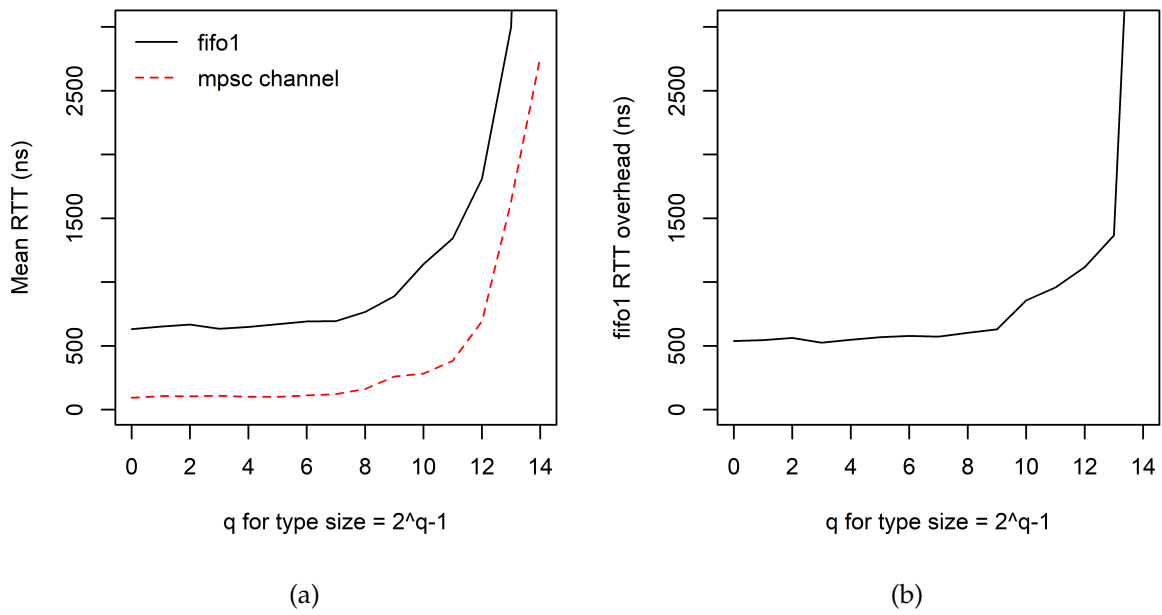 fifo1
mpsc channel
Mean RTT (ns)
0 500 1500 2500
0 2 4 6 8 10 12 14
q for type size = 2^q-1
(a)
fifo1 RTT overhead (ns)
0 500 1500 2500
0 2 4 6 8 10 12 14
q for type size = 2^q-1
(b)